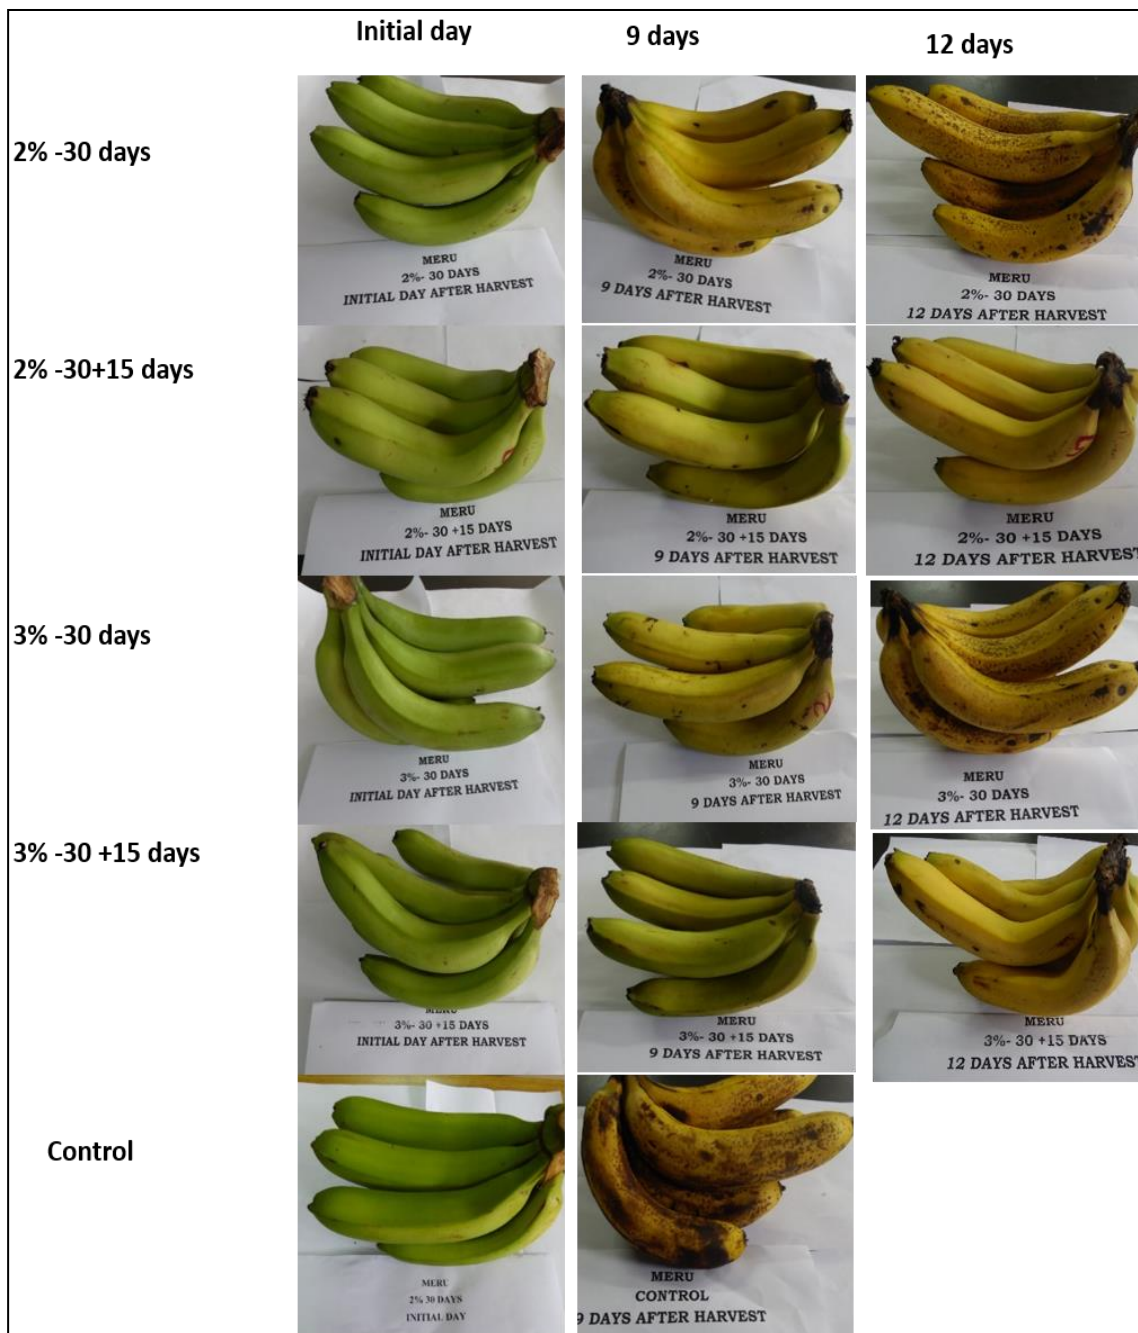 Initial day
9 days
12 days
2% -30 days
MERU
2%- 30 DAYS
INITIAL DAY AFTER HARVEST
MERU
2%- 30 DAYS
9 DAYS AFTER HARVEST
MERU
2%- 30 DAYS
12 DAYS AFTER HARVEST
2% -30+15 days
MERU
2%- 30 +15 DAYS
INITIAL DAY AFTER HARVEST
MERU
2%- 30 +15 DAYS
9 DAYS AFTER HARVEST
MERU
2%- 30 +15 DAYS
12 DAYS AFTER HARVEST
3% -30 days
MERU
3%- 30 DAYS
INITIAL DAY AFTER HARVEST
MERU
3%- 30 DAYS
9 DAYS AFTER HARVEST
MERU
3%- 30 DAYS
12 DAYS AFTER HARVEST
3% -30 +15 days
MERU
3%- 30 +15 DAYS
INITIAL DAY AFTER HARVEST
MERU
3%- 30 +15 DAYS
9 DAYS AFTER HARVEST
MERU
3%- 30 +15 DAYS
12 DAYS AFTER HARVEST
Control
MERU
2% 30 DAYS
INITIAL DAY
MERU
CONTROL
9 DAYS AFTER HARVEST